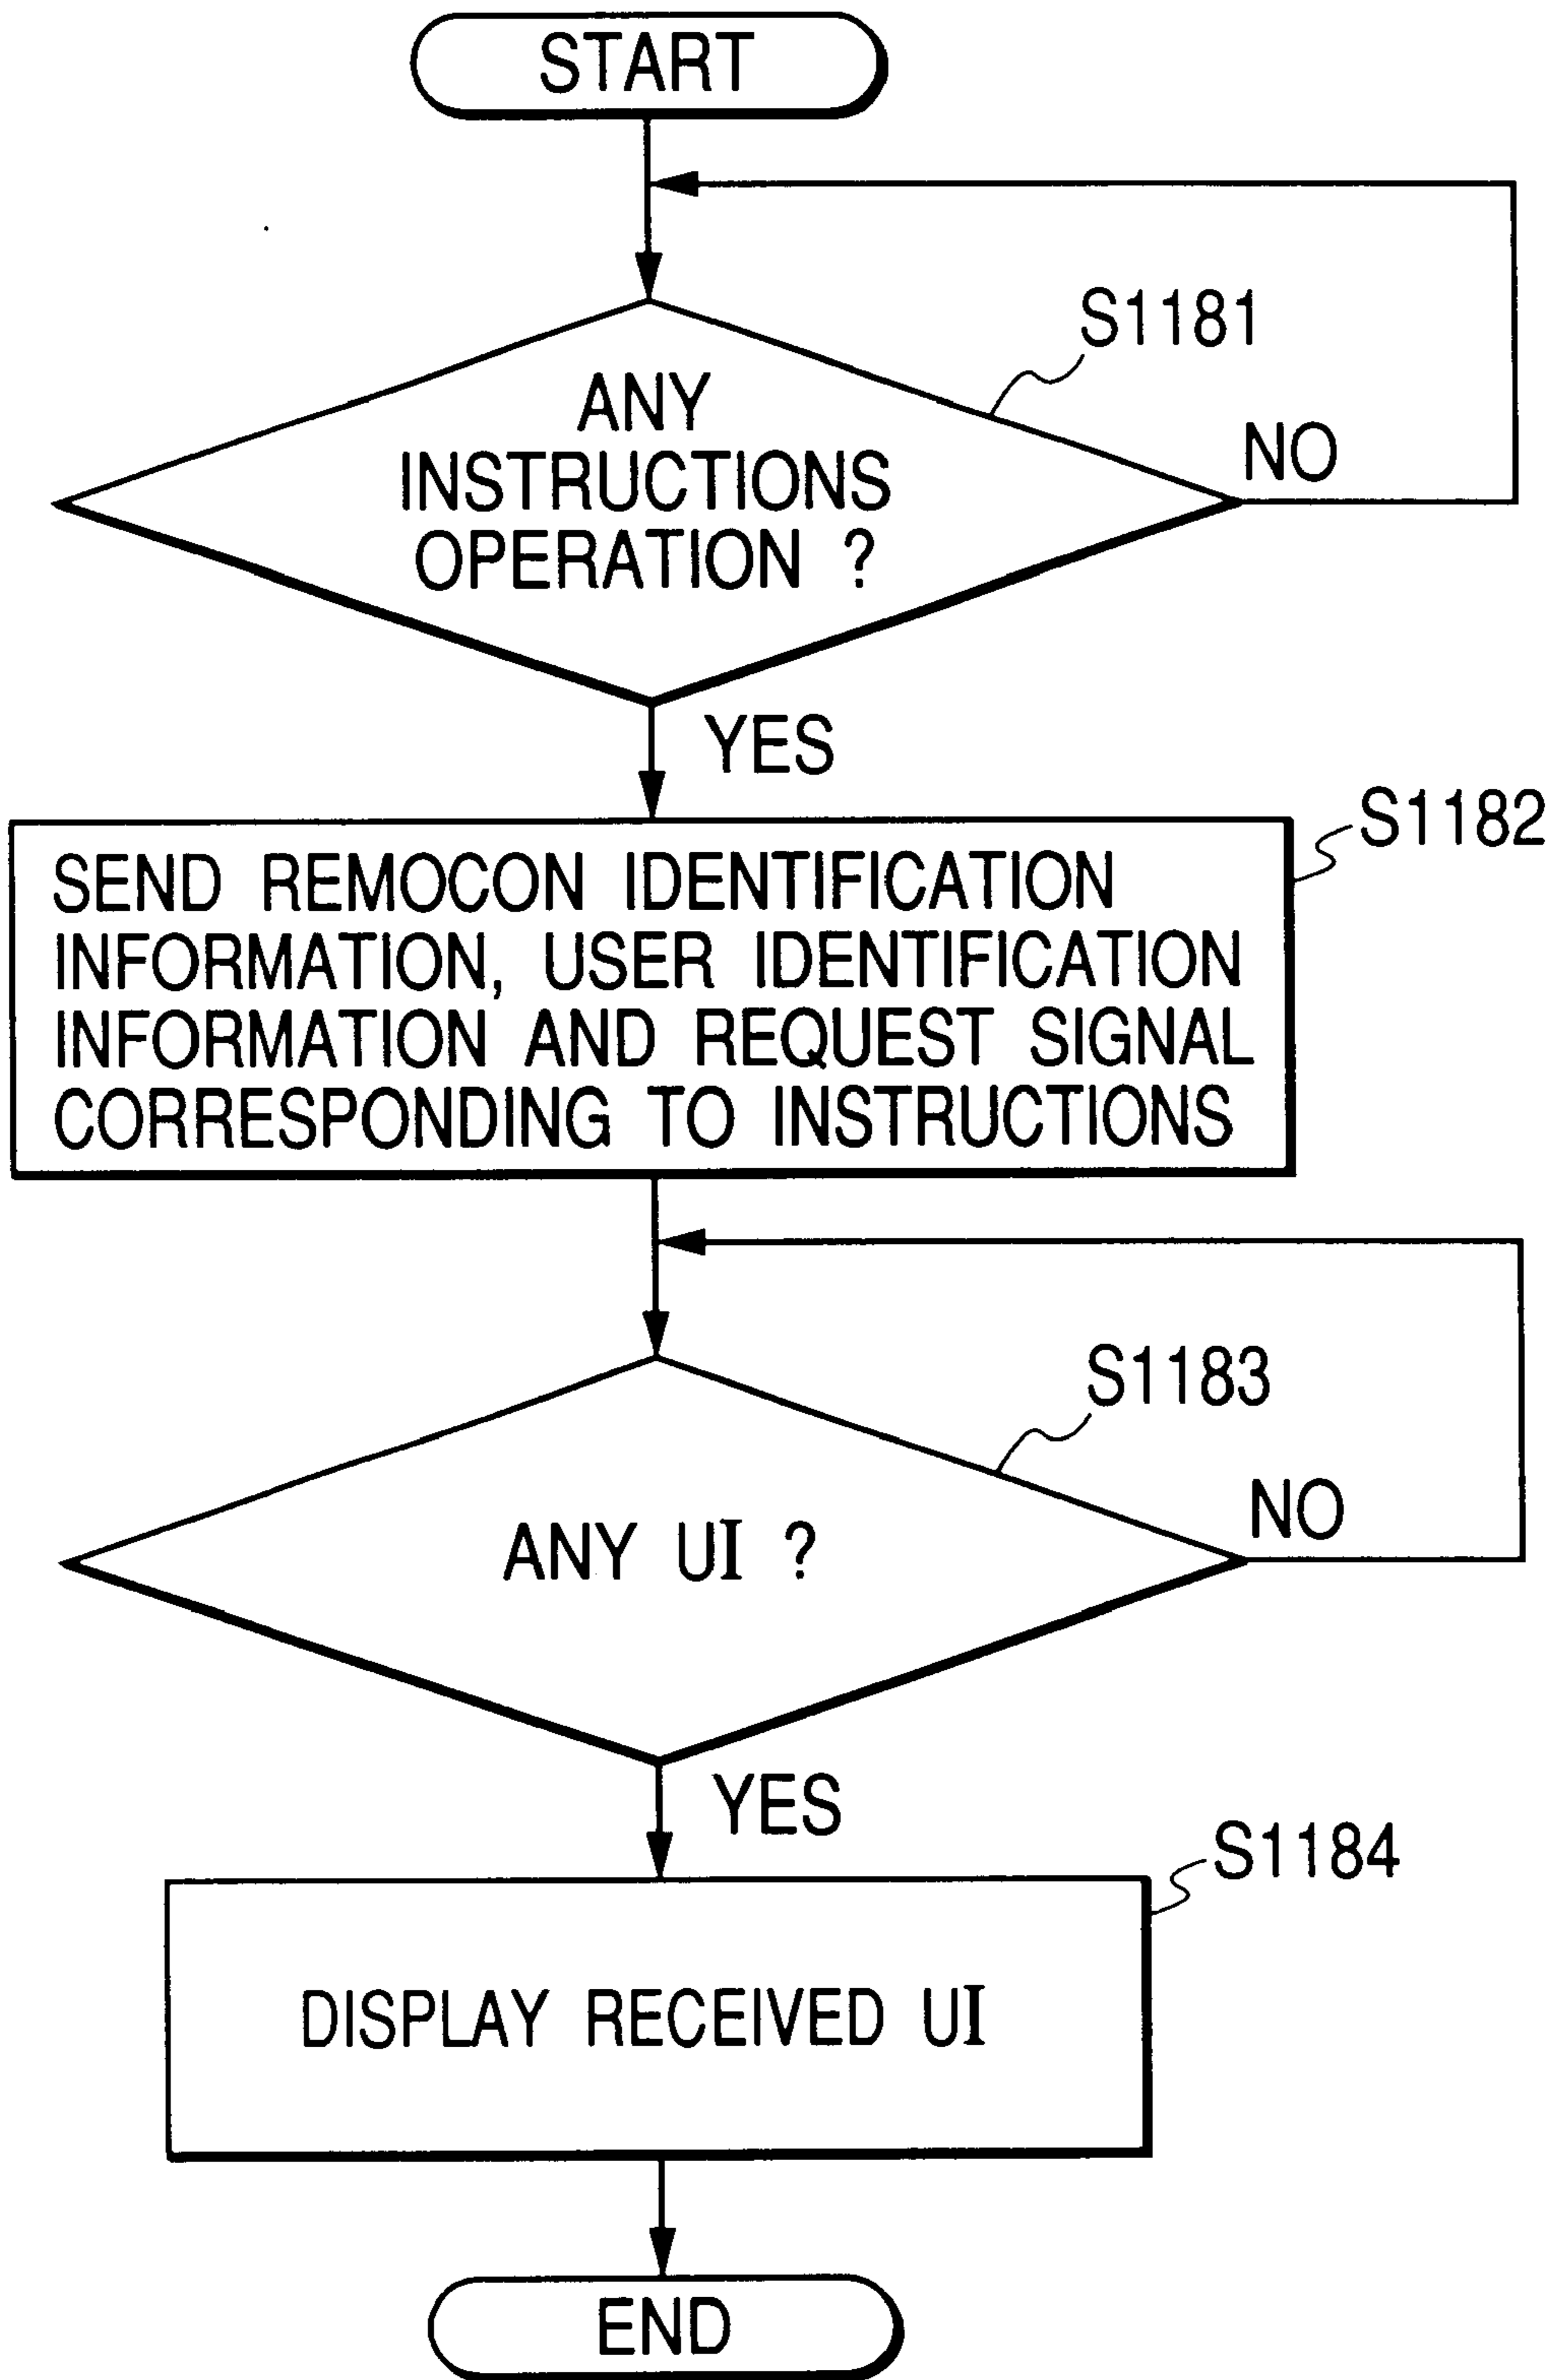 START
S1181
ANY
INSTRUCTIONS
OPERATION ?
NO
YES
S1182
SEND REMOCON IDENTIFICATION
INFORMATION, USER IDENTIFICATION
INFORMATION AND REQUEST SIGNAL
CORRESPONDING TO INSTRUCTIONS
S1183
NO
ANY UI ?
YES
S1184
DISPLAY RECEIVED UI
END